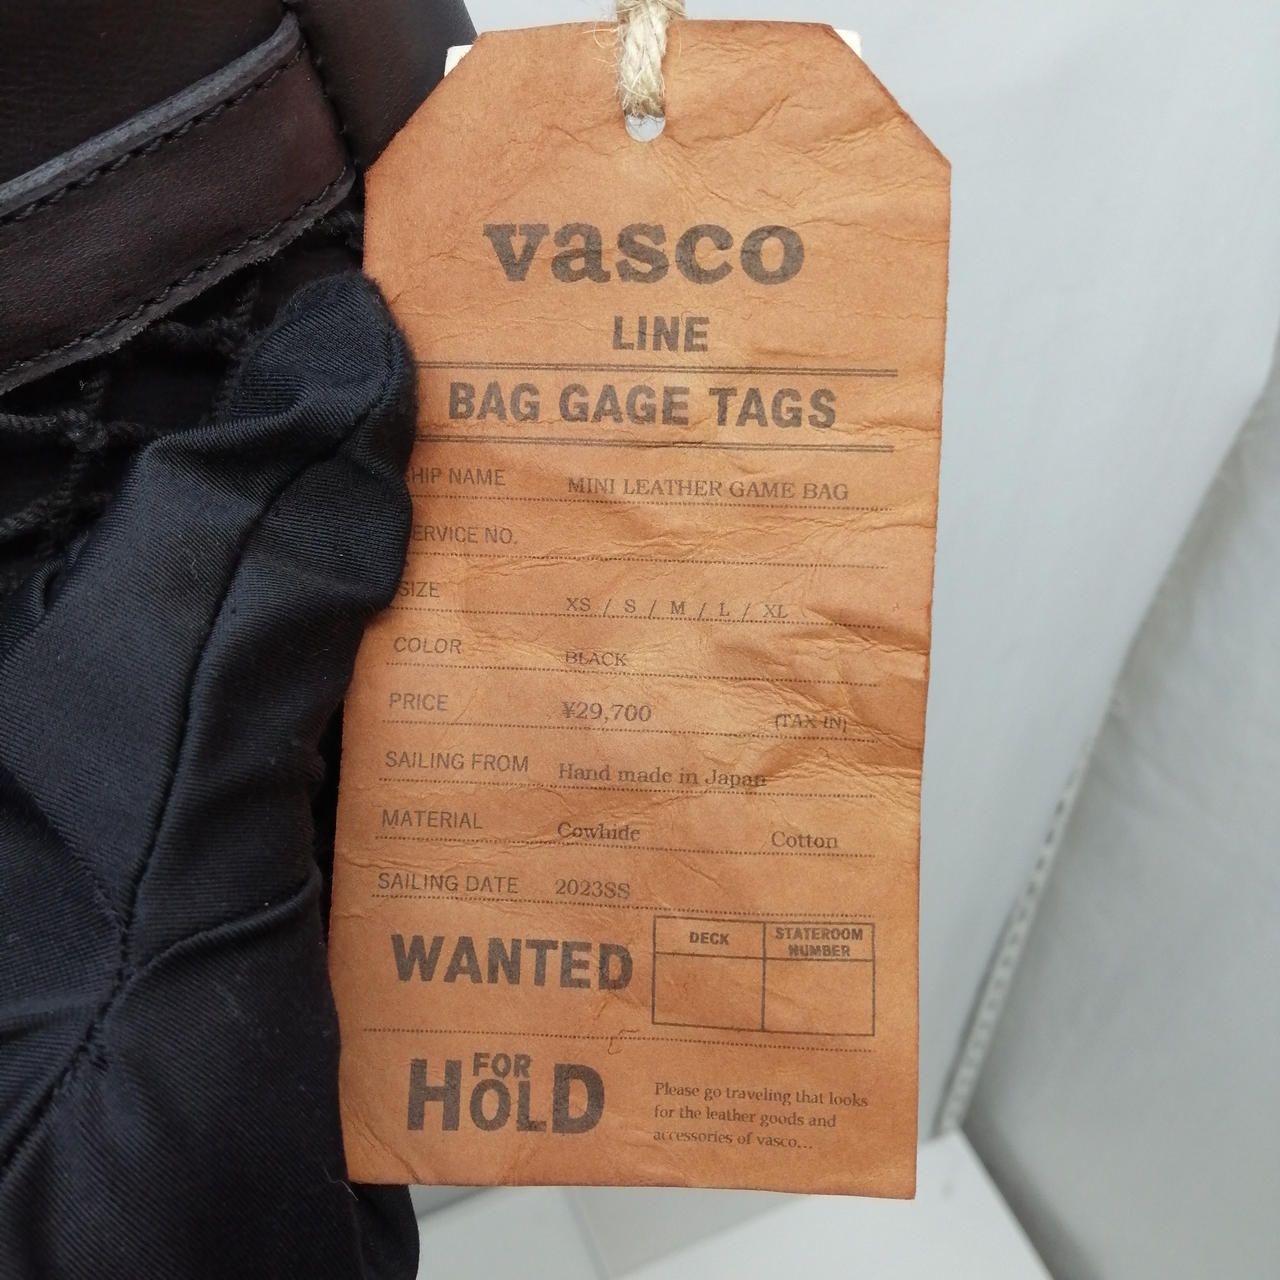 vasco
LINE
BAG GAGE TAGS
SHIP NAME MINI LEATHER GAME BAG
SERVICE NO.
SIZE XS / S / M / L / XL
COLOR BLACK
PRICE ¥29,700 (TAX IN)
SAILING FROM Hand made in Japan
MATERIAL Cowhide Cotton
SAILING DATE 2023SS
WANTED DECK STATEROOM
NUMBER
FOR
HOLD
Please go traveling that looks
for the leather goods and
accessories of vasco...